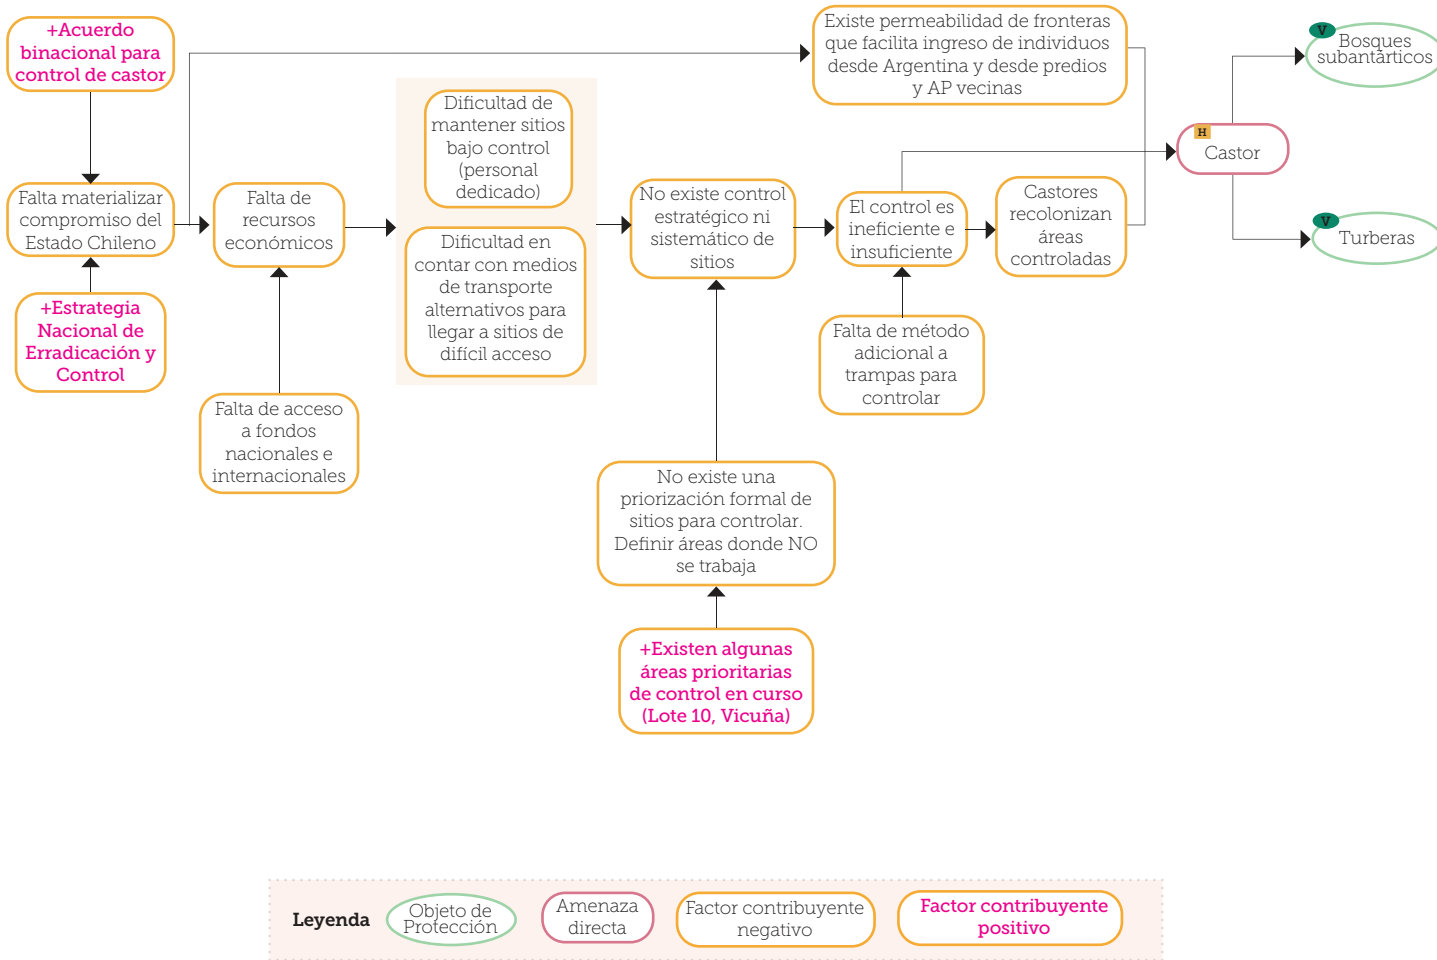 +Acuerdo
binacional para
control de castor
Falta materializar
compromiso del
Estado Chileno
+Estrategia
Nacional de
Erradicación y
Control
Falta de
recursos
económicos
Falta de acceso
a fondos
nacionales e
internacionales
Dificultad de
mantener sitios
bajo control
(personal
dedicado)
Dificultad en
contar con medios
de transporte
alternativos para
llegar a sitios de
difícil acceso
No existe control
estratégico ni
sistemático de
sitios
No existe una
priorización formal de
sitios para controlar.
Definir áreas donde NO
se trabaja
+Existen algunas
áreas prioritarias
de control en curso
(Lote 10, Vicuña)
Existe permeabilidad de fronteras
que facilita ingreso de individuos
desde Argentina y desde predios
y AP vecinas
El control es
ineficiente e
insuficiente
Falta de método
adicional a
trampas para
controlar
Castores
recolonizan
áreas
controladas
H
Castor
V
Bosques
subantárticos
V
Turberas
Leyenda
Objeto de
Protección
Amenaza
directa
Factor contribuyente
negativo
Factor contribuyente
positivo